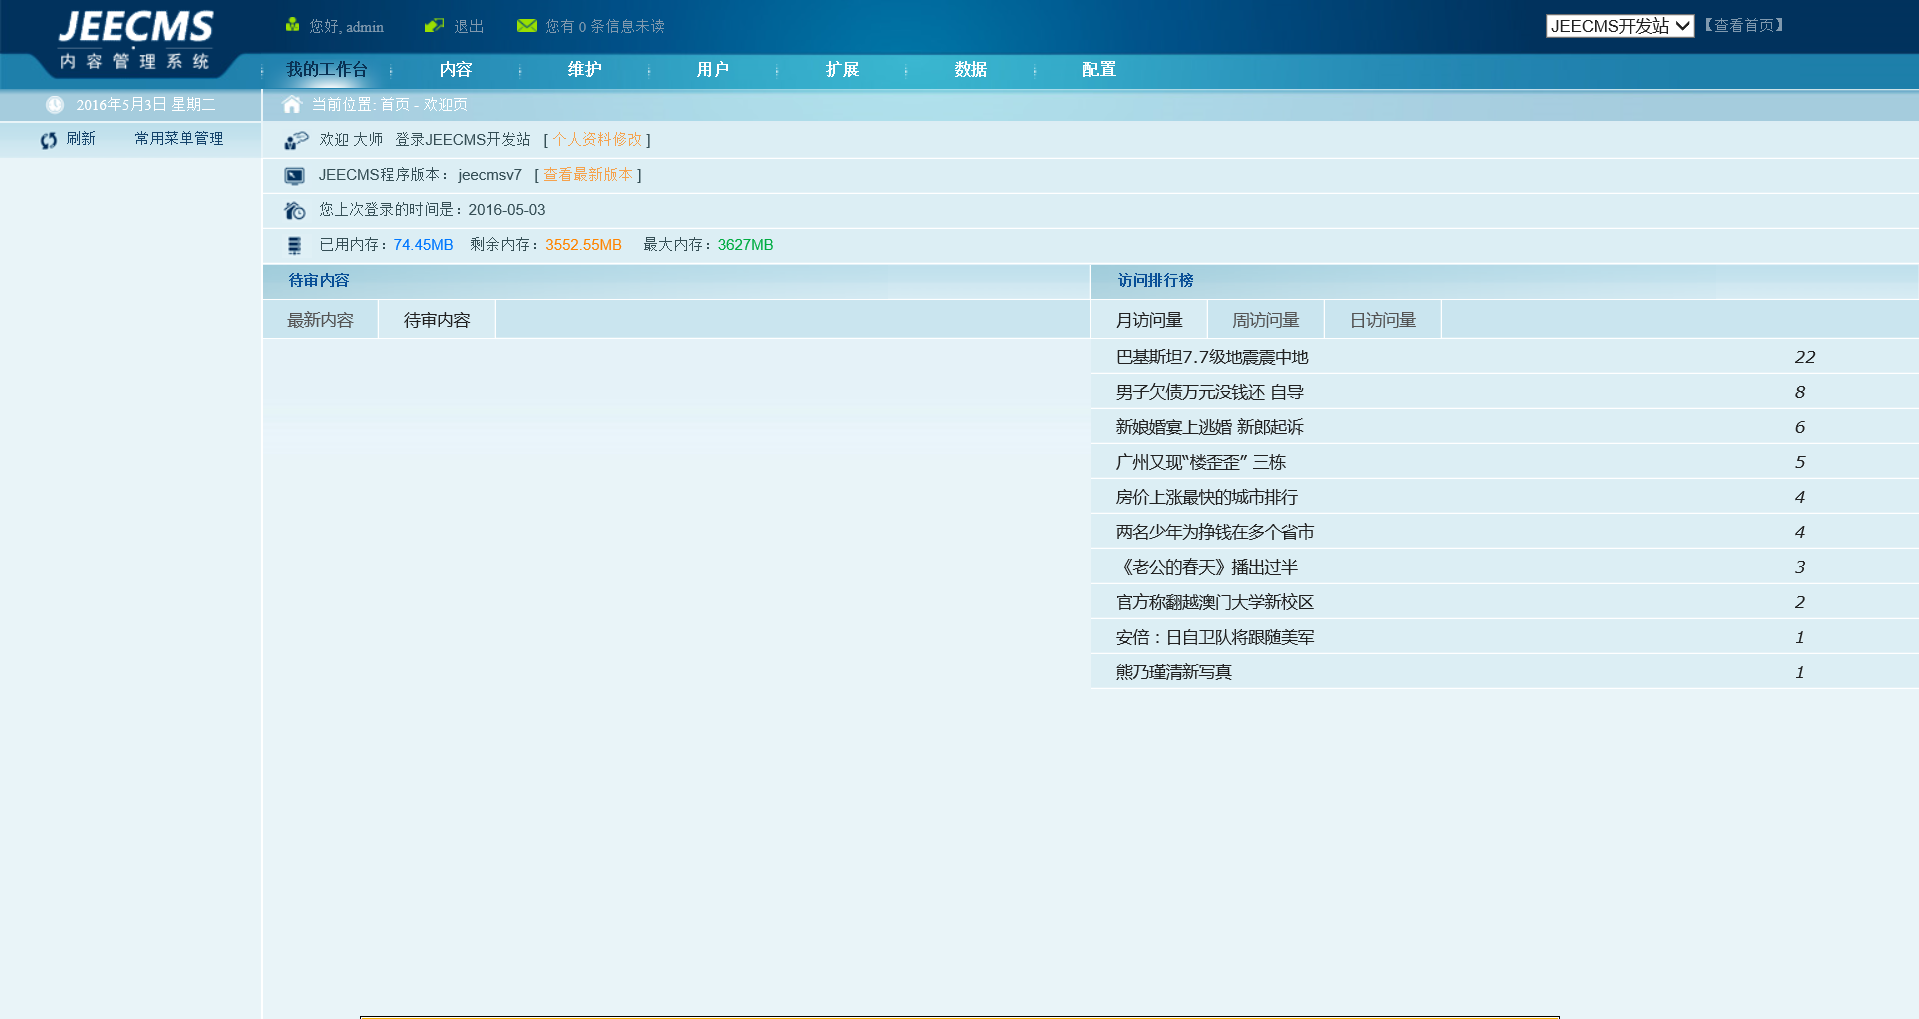 JEECMS
内容管理系统
您好, admin 退出 您有 0 条信息未读 JEECMS开发站 【查看首页】
我的工作台 内容 维护 用户 扩展 数据 配置
2016年5月3日 星期二
刷新 常用菜单管理
当前位置: 首页 - 欢迎页
欢迎 大师 登录JEECMS开发站 [ 个人资料修改 ]
JEECMS程序版本： jeecmsv7 [ 查看最新版本 ]
您上次登录的时间是：2016-05-03
已用内存：74.45MB 剩余内存：3552.55MB 最大内存：3627MB
待审内容
最新内容 待审内容
访问排行榜
月访问量 周访问量 日访问量
巴基斯坦7.7级地震震中地 22
男子欠债万元没钱还 自导 8
新娘婚宴上逃婚 新郎起诉 6
广州又现“楼歪歪” 三栋 5
房价上涨最快的城市排行 4
两名少年为挣钱在多个省市 4
《老公的春天》播出过半 3
官方称翻越澳门大学新校区 2
安倍：日自卫队将跟随美军 1
熊乃瑾清新写真 1